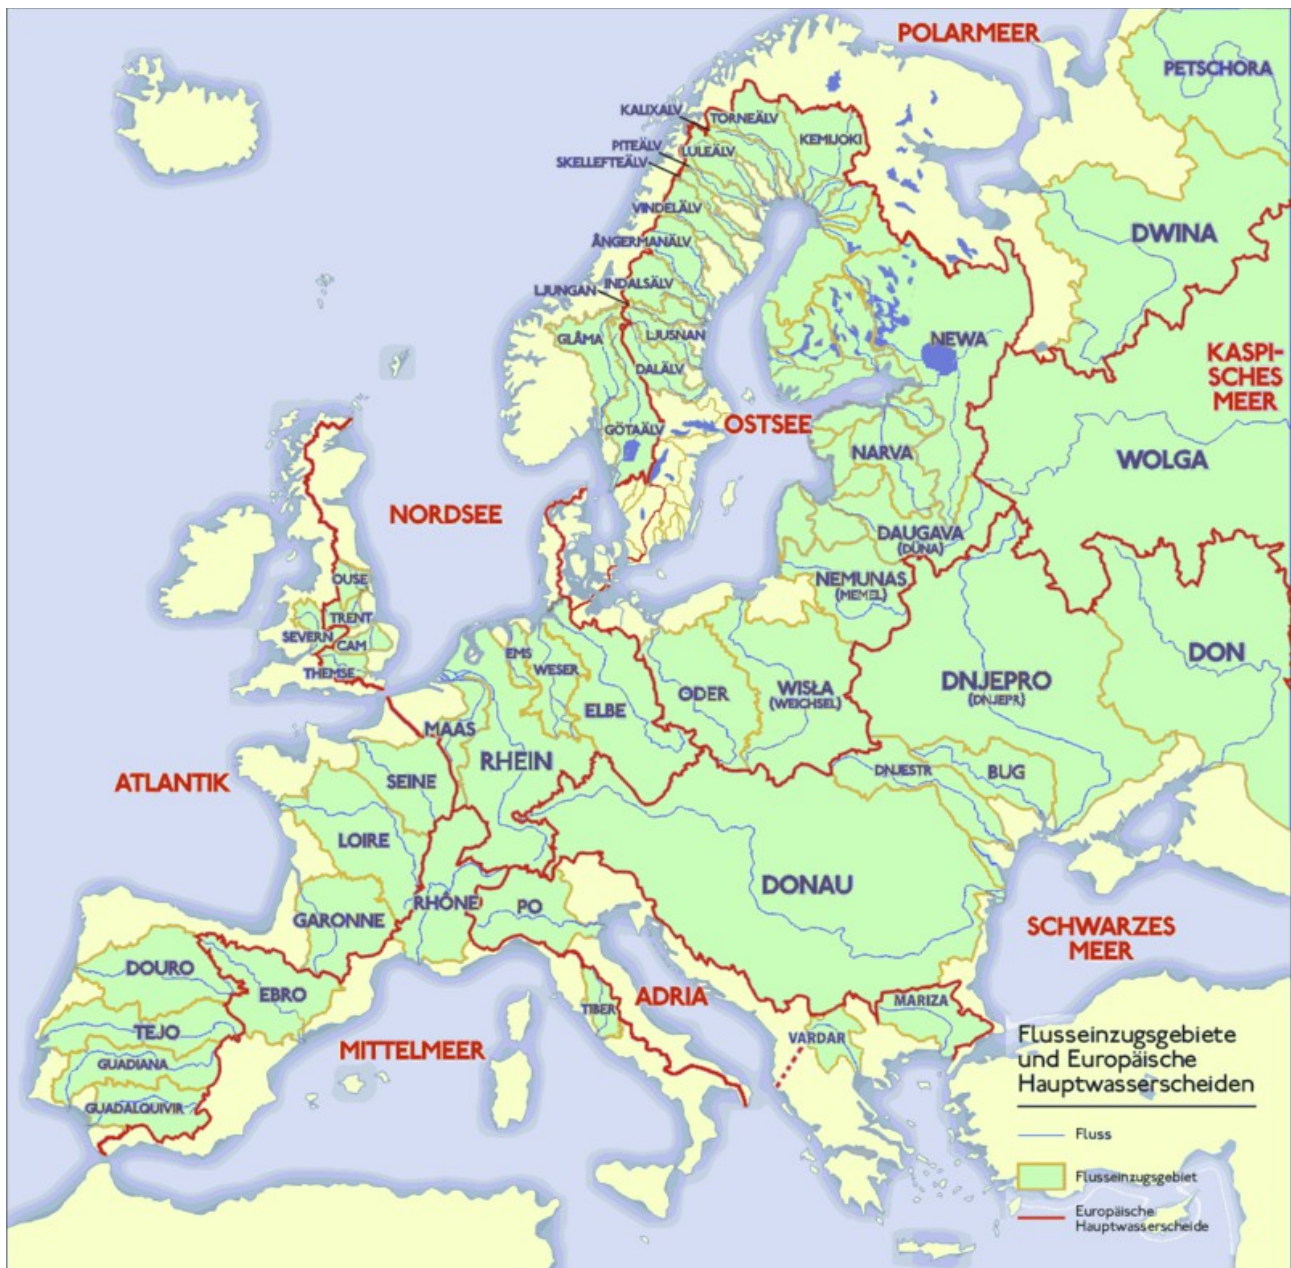 POLARMEER
PETSCHORA
KALIXALV
TORNEÄLV
KEMIJOKI
PITEÄLV
LULEÄLV
SKELLEFTEÄLV
VINDELÄLV
DWINA
ÅNGERMANÄLV
INDALSÄLV
LJUNGAN
GLÅMA
LJUSNAN
NEWA
DALÄLV
KASPI-
SCHES
MEER
OSTSEE
GÖTAÄLV
NARVA
WOLGA
NORDSEE
DAUGAVA
(DÜNA)
OUSE
NEMUNAS
(MEMEL)
TRENT
SEVERN
CAM
EMS
WESER
DON
THEMSE
DNJEPRO
(DNJEPR)
ODER
WISŁA
(WEICHSEL)
ELBE
MAAS
RHEIN
DNJESTR
BUG
ATLANTIK
SEINE
LOIRE
DONAU
RHÔNE
PO
GARONNE
SCHWARZES
MEER
DOURO
EBRO
ADRIA
MARIZA
TIBER
TEJO
VARDAR
MITTELMEER
GUADIANA
GUADALQUIVIR
Flusseinzugsgebiete
und Europäische
Hauptwasserscheiden
Fluss
Flusseinzugsgebiet
Europäische
Hauptwasserscheide